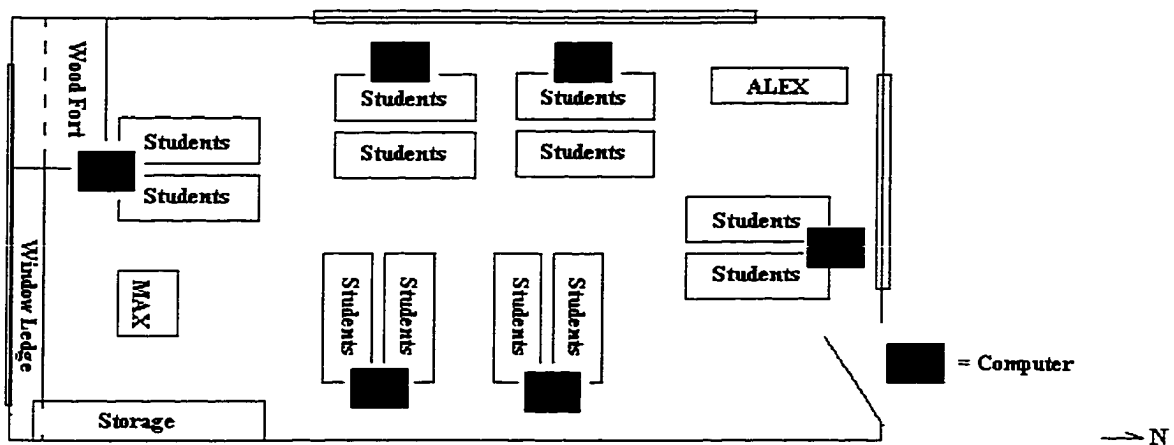 Wood Fort
Students
Students
ALEX
Students
Students
Students
Students
Students
Students
Window Ledge
MAX
Students
Students
Students
Students
= Computer
Storage
N